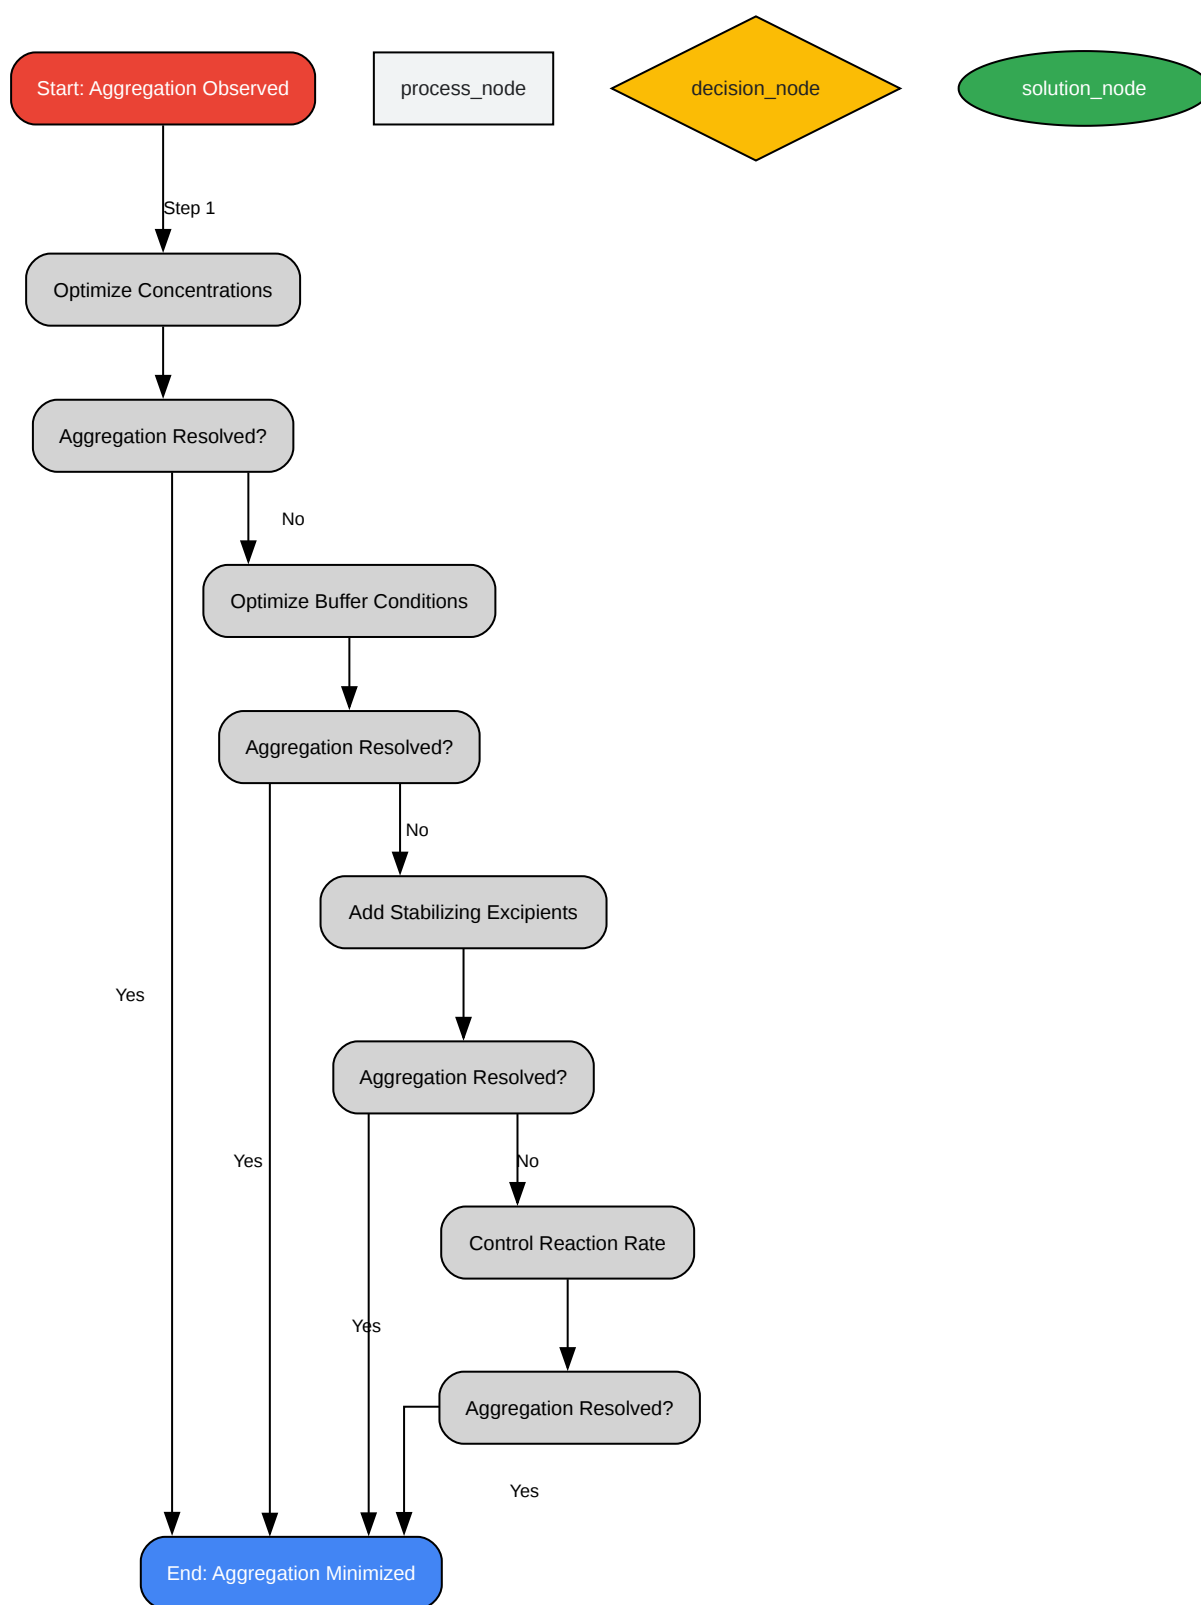 Start: Aggregation Observed
process_node
decision_node
solution_node
Step 1
Optimize Concentrations
Aggregation Resolved?
No
Optimize Buffer Conditions
Aggregation Resolved?
No
Add Stabilizing Excipients
Yes
Aggregation Resolved?
Yes
No
Control Reaction Rate
Yes
Aggregation Resolved?
Yes
End: Aggregation Minimized